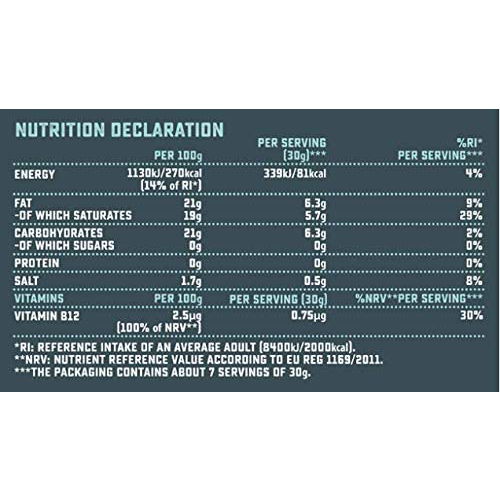 NUTRITION DECLARATION
PER 100g PER SERVING (30g)*** %RI* PER SERVING***
ENERGY 1130kJ/270kcal (14% of RI*) 339kJ/81kcal 4%
FAT 21g 6.3g 9%
-OF WHICH SATURATES 19g 5.7g 29%
CARBOHYDRATES 21g 6.3g 2%
-OF WHICH SUGARS 0g 0g 0%
PROTEIN 0g 0g 0%
SALT 1.7g 0.5g 8%
VITAMINS PER 100g PER SERVING (30g) %NRV**PER SERVING***
VITAMIN B12 2.5µg (100% of NRV**) 0.75µg 30%
*RI: REFERENCE INTAKE OF AN AVERAGE ADULT (8400kJ/2000kcal).
**NRV: NUTRIENT REFERENCE VALUE ACCORDING TO EU REG 1169/2011.
***THE PACKAGING CONTAINS ABOUT 7 SERVINGS OF 30g.